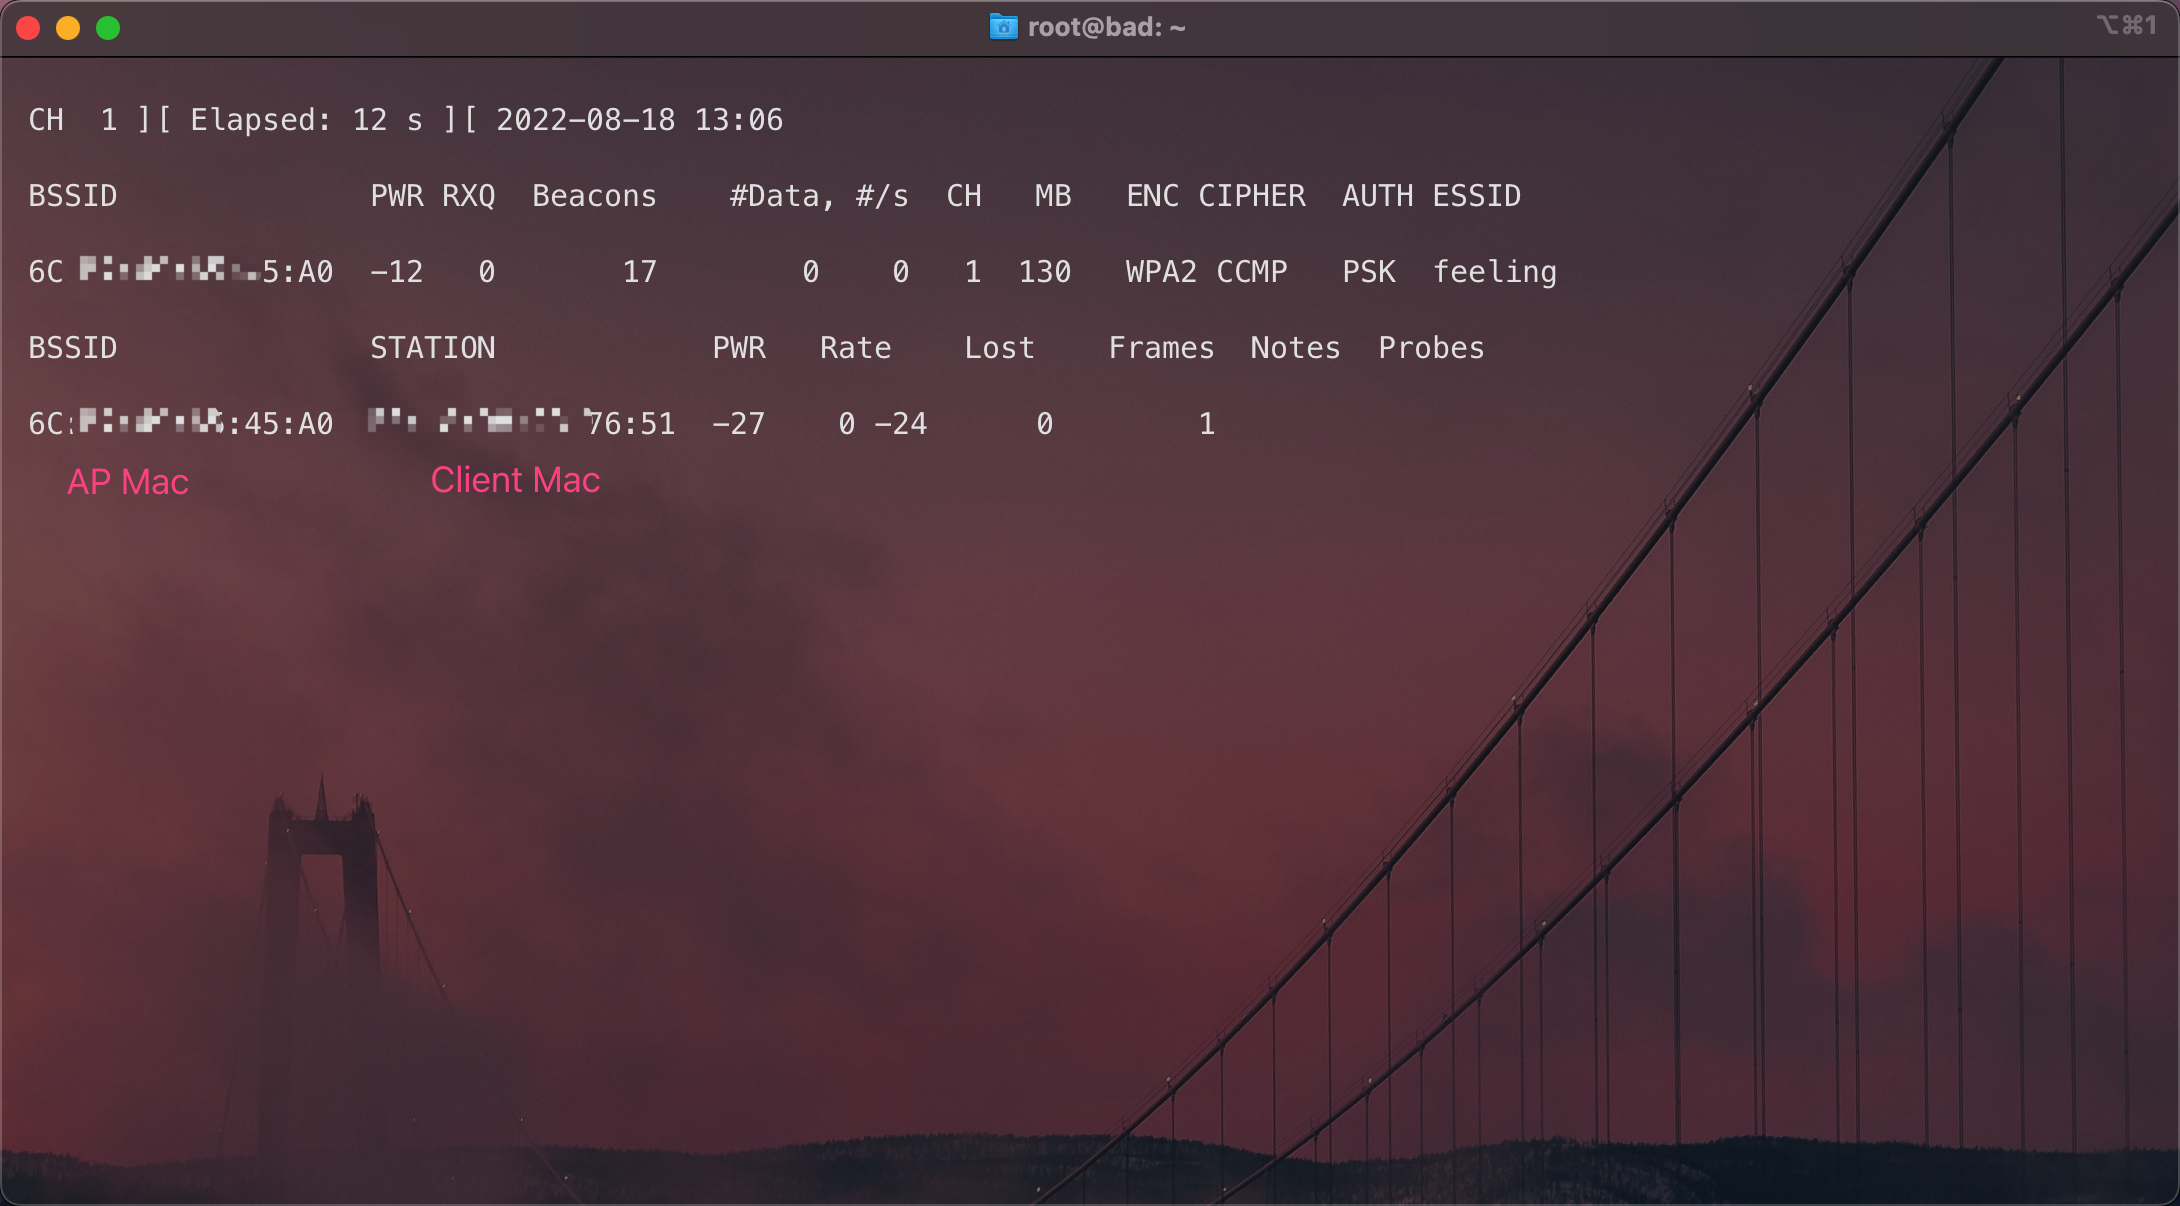 root@bad: ~
⌥⌘1
CH 1 ][ Elapsed: 12 s ][ 2022-08-18 13:06
BSSID PWR RXQ Beacons #Data, #/s CH MB ENC CIPHER AUTH ESSID
6C 5:A0 -12 0 17 0 0 1 130 WPA2 CCMP PSK feeling
BSSID STATION PWR Rate Lost Frames Notes Probes
6C: :45:A0 76:51 -27 0 -24 0 1
AP Mac Client Mac